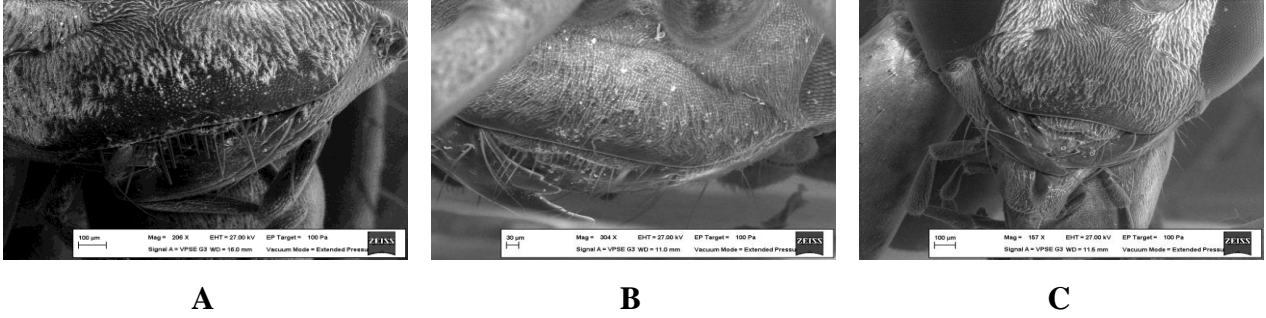 100 µm Mag = 206 X EHT = 27.00 kV EP Target = 100 Pa
Signal A = VPSE G3 WD = 16.0 mm Vacuum Mode = Extended Pressu
ZEISS
30 µm Mag = 304 X EHT = 27.00 kV EP Target = 100 Pa
Signal A = VPSE G3 WD = 11.0 mm Vacuum Mode = Extended Pressu
ZEISS
100 µm Mag = 157 X EHT = 27.00 kV EP Target = 100 Pa
Signal A = VPSE G3 WD = 11.5 mm Vacuum Mode = Extended Pressu
ZEISS
A B C